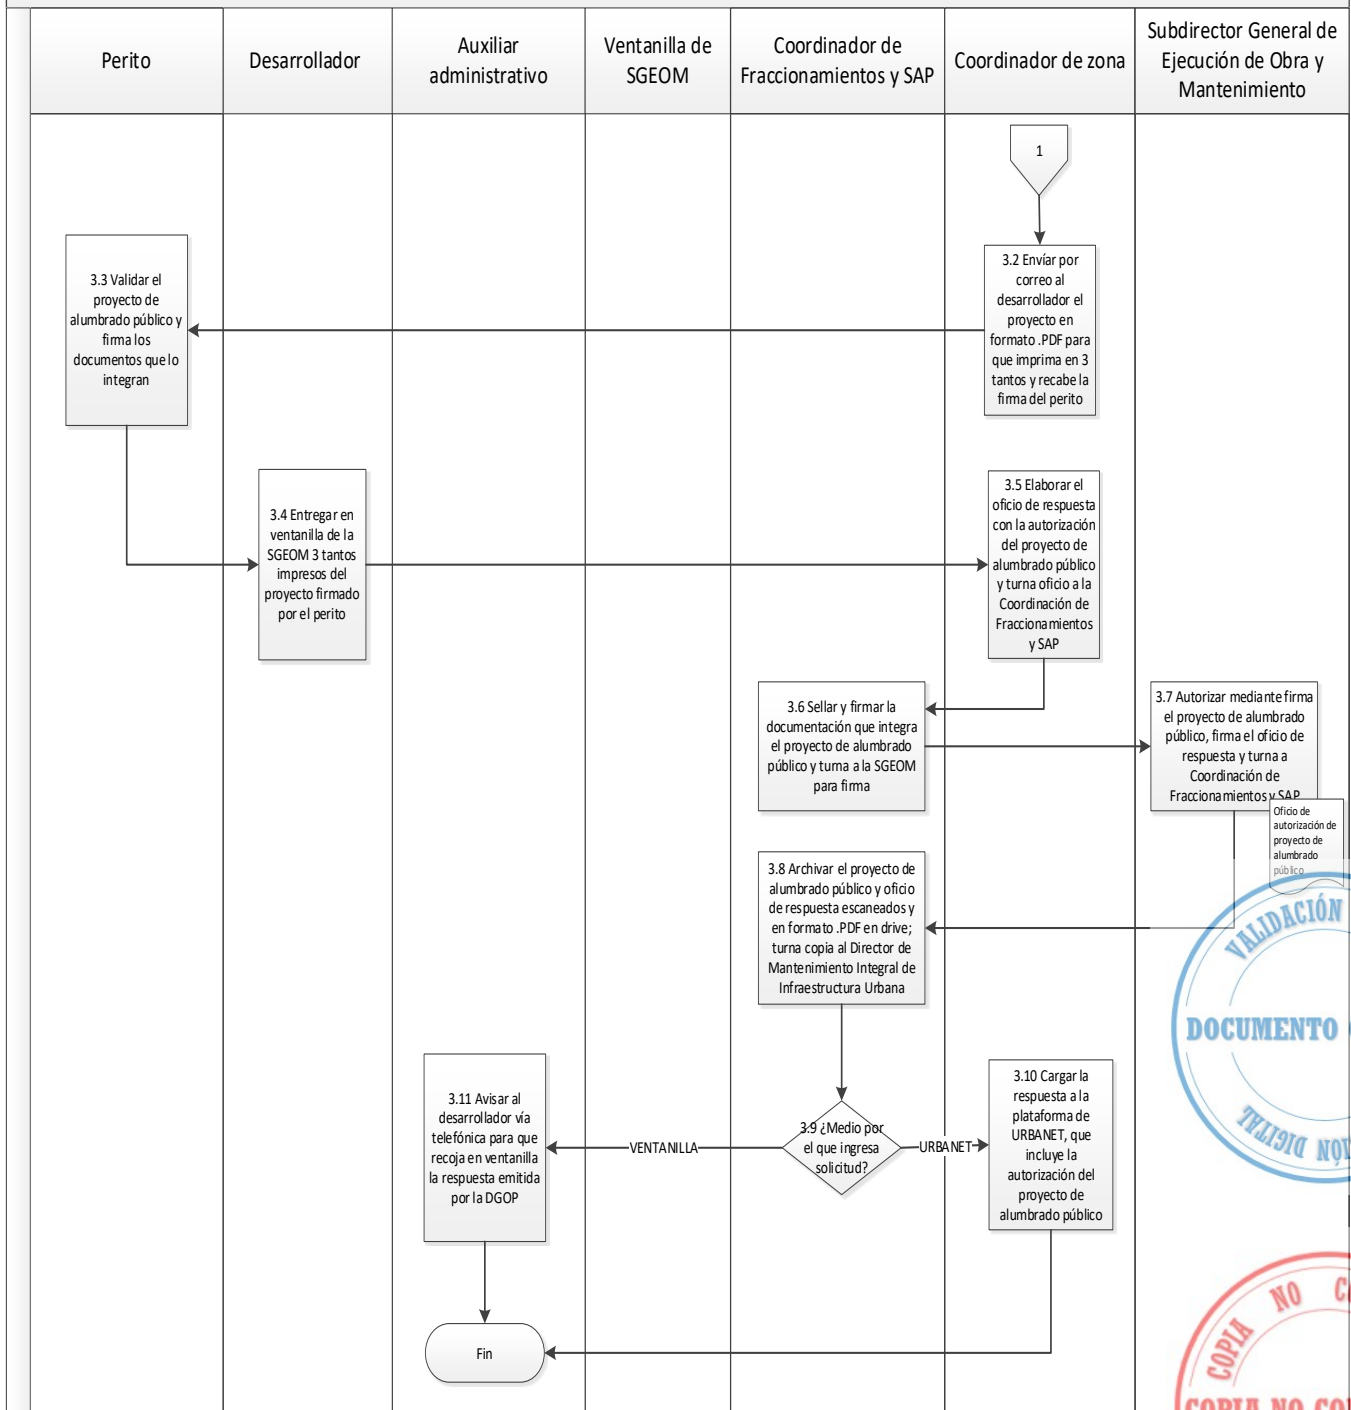 Perito
Desarrollador
Auxiliar
administrativo
Ventanilla de
SGEOM
Coordinador de
Fraccionamientos y SAP
Coordinador de zona
Subdirector General de
Ejecución de Obra y
Mantenimiento
1
3.2 Envíar por
correo al
desarrollador el
proyecto en
formato .PDF para
que imprima en 3
tantos y recabe la
firma del perito
3.3 Validar el
proyecto de
alumbrado público y
firma los
documentos que lo
integran
3.4 Entregar en
ventanilla de la
SGEOM 3 tantos
impresos del
proyecto firmado
por el perito
3.5 Elaborar el
oficio de respuesta
con la autorización
del proyecto de
alumbrado público
y turna oficio a la
Coordinación de
Fraccionamientos
y SAP
3.6 Sellar y firmar la
documentación que integra
el proyecto de alumbrado
público y turna a la SGEOM
para firma
3.7 Autorizar mediante firma
el proyecto de alumbrado
público, firma el oficio de
respuesta y turna a
Coordinación de
Fraccionamientos y SAP
Oficio de
autorización de
proyecto de
alumbrado
público
3.8 Archivar el proyecto de
alumbrado público y oficio
de respuesta escaneados y
en formato .PDF en drive;
turna copia al Director de
Mantenimiento Integral de
Infraestructura Urbana
3.9 ¿Medio por
el que ingresa
solicitud?
VENTANILLA
URBANET
3.10 Cargar la
respuesta a la
plataforma de
URBANET, que
incluye la
autorización del
proyecto de
alumbrado público
3.11 Avisar al
desarrollador vía
telefónica para que
recoja en ventanilla
la respuesta emitida
por la DGOP
Fin
VALIDACIÓN
DOCUMENTO
DIGITAL
COPIA NO
COPIA NO